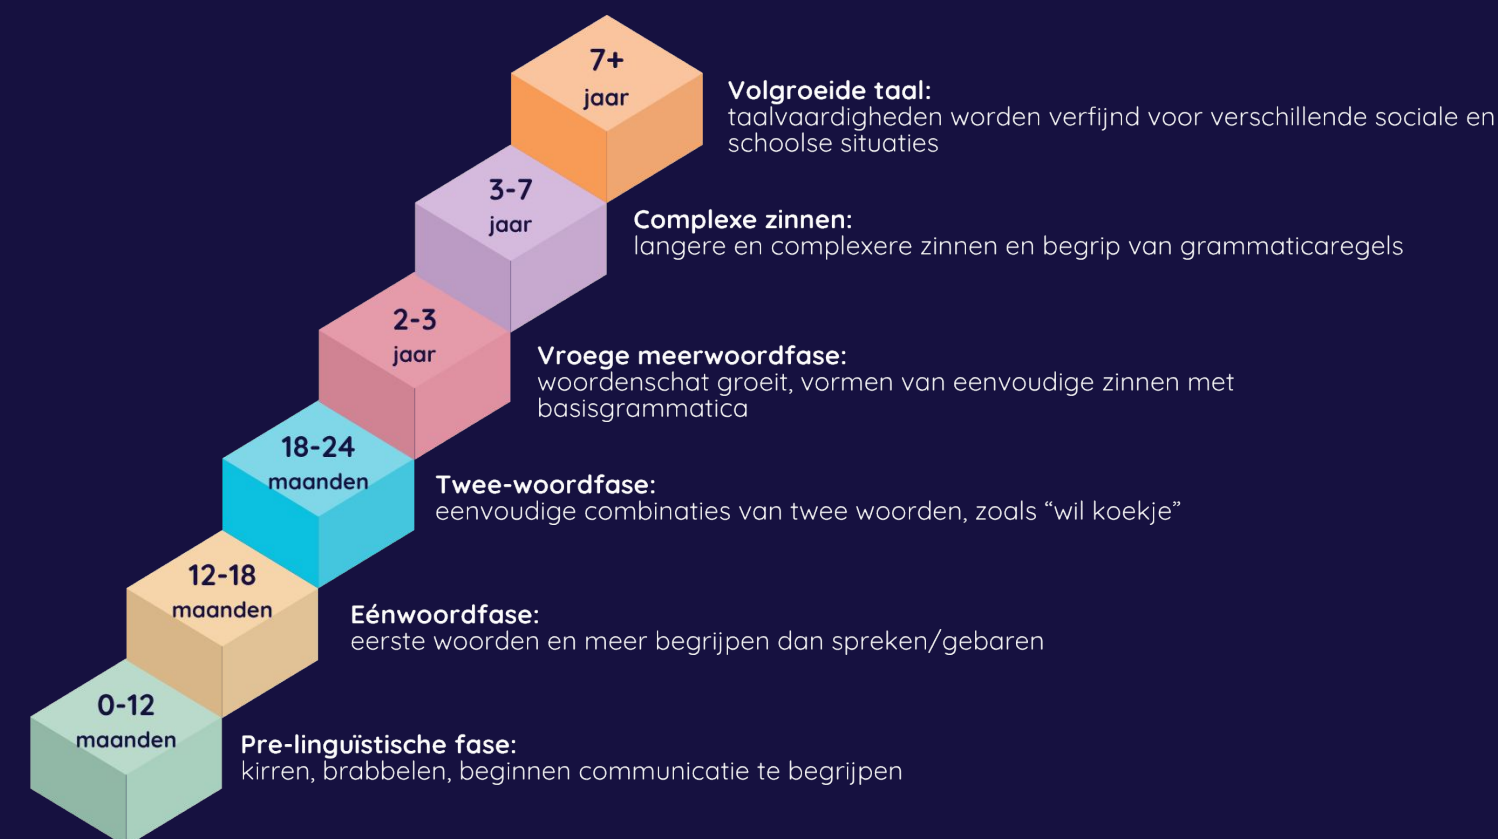 7+
jaar
Volgroeide taal:
taalvaardigheden worden verfijnd voor verschillende sociale en
schoolse situaties
3-7
jaar
Complexe zinnen:
langere en complexere zinnen en begrip van grammaticaregels
2-3
jaar
Vroege meerwoordfase:
woordenschat groeit, vormen van eenvoudige zinnen met
basisgrammatica
18-24
maanden
Twee-woordfase:
eenvoudige combinaties van twee woorden, zoals “wil koekje”
12-18
maanden
Eénwoordfase:
eerste woorden en meer begrijpen dan spreken/gebaren
0-12
maanden
Pre-linguïstische fase:
kirren, brabbelen, beginnen communicatie te begrijpen